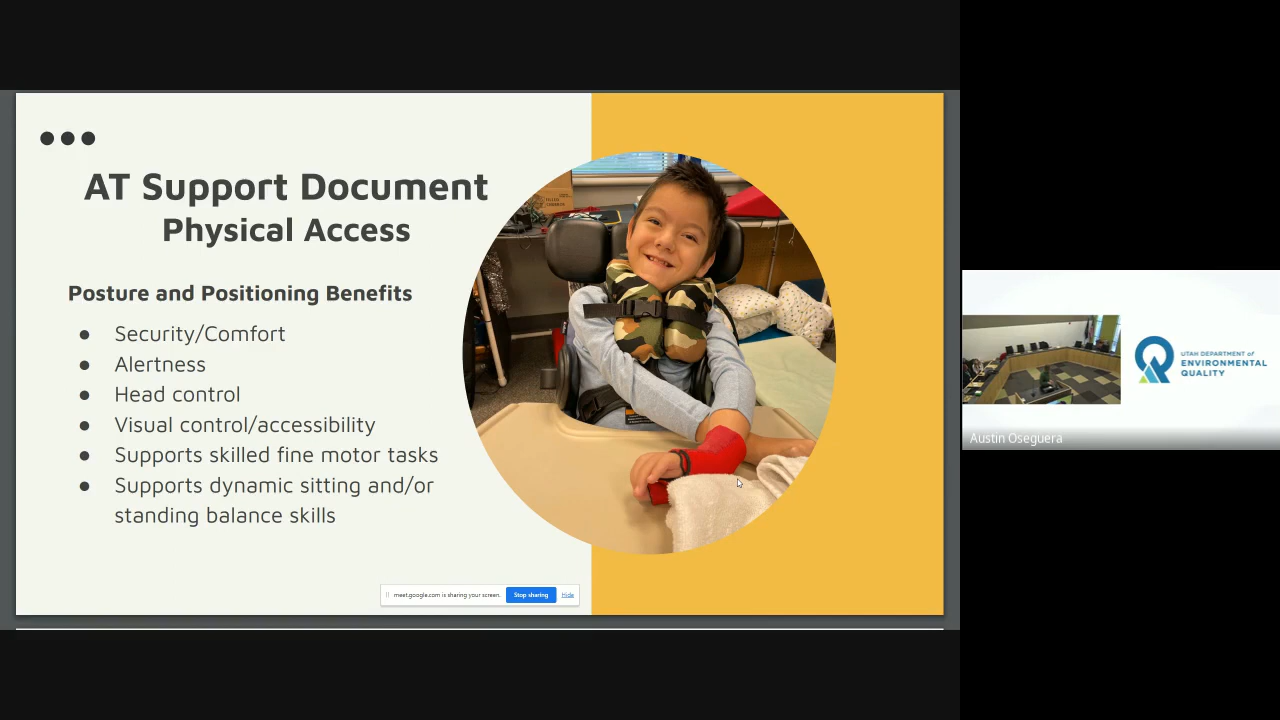 AT Support Document
Physical Access
Posture and Positioning Benefits
● Security/Comfort
● Alertness
● Head control
● Visual control/accessibility
● Supports skilled fine motor tasks
● Supports dynamic sitting and/or
standing balance skills
meet.google.com is sharing your screen.
Stop sharing
Hide
UTAH DEPARTMENT of
ENVIRONMENTAL
QUALITY
Austin Oseguera